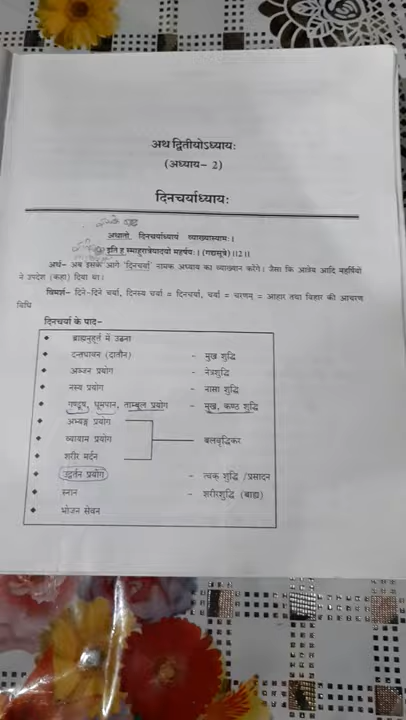 अथ द्वितीयोऽध्यायः
(अध्याय– 2)
दिनचर्याध्यायः
अथातो दिनचर्याध्यायं व्याख्यास्यामः।
इति ह स्माहुरात्रेयादयो महर्षयः। (गद्यसूत्रे)।।2।।
अर्थ– अब इसके आगे 'दिनचर्या' नामक अध्याय का व्याख्यान करेंगे। जैसा कि आत्रेय आदि महर्षियों
ने उपदेश (कहा) दिया था।
विमर्श– दिने-दिने चर्या, दिनस्य चर्या = दिनचर्या, चर्या = चरणम् = आहार तथा विहार की आचरण
विधि
दिनचर्या के पाद–
ब्राह्ममुहूर्त में उठना
दन्तधावन (दातौन) - मुख शुद्धि
अञ्जन प्रयोग - नेत्रशुद्धि
नस्य प्रयोग - नासा शुद्धि
गण्डूष, धूमपान, ताम्बूल प्रयोग - मुख, कण्ठ शुद्धि
अभ्यङ्ग प्रयोग
व्यायाम प्रयोग बलवृद्धिकर
शरीर मर्दन
उद्वर्तन प्रयोग - त्वक् शुद्धि /प्रसादन
स्नान - शरीरशुद्धि (बाह्य)
भोजन सेवन